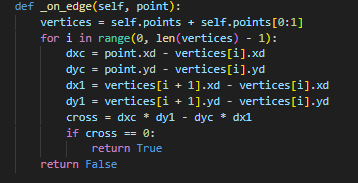 def _on_edge(self, point):
    vertices = self.points + self.points[0:1]
    for i in range(0, len(vertices) - 1):
        dxc = point.xd - vertices[i].xd
        dyc = point.yd - vertices[i].yd
        dx1 = vertices[i + 1].xd - vertices[i].xd
        dy1 = vertices[i + 1].yd - vertices[i].yd
        cross = dxc * dy1 - dyc * dx1
        if cross == 0:
            return True
    return False